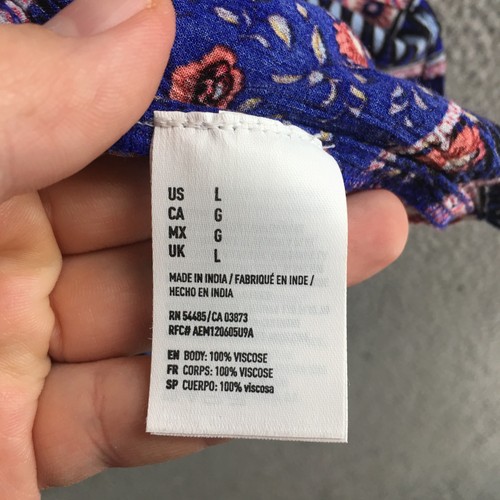 US L
CA G
MX G
UK L
MADE IN INDIA / FABRIQUÉ EN INDE /
HECHO EN INDIA
RN 54485/CA 03873
RFC# AEM120605U9A
EN BODY: 100% VISCOSE
FR CORPS: 100% VISCOSE
SP CUERPO: 100% viscosa